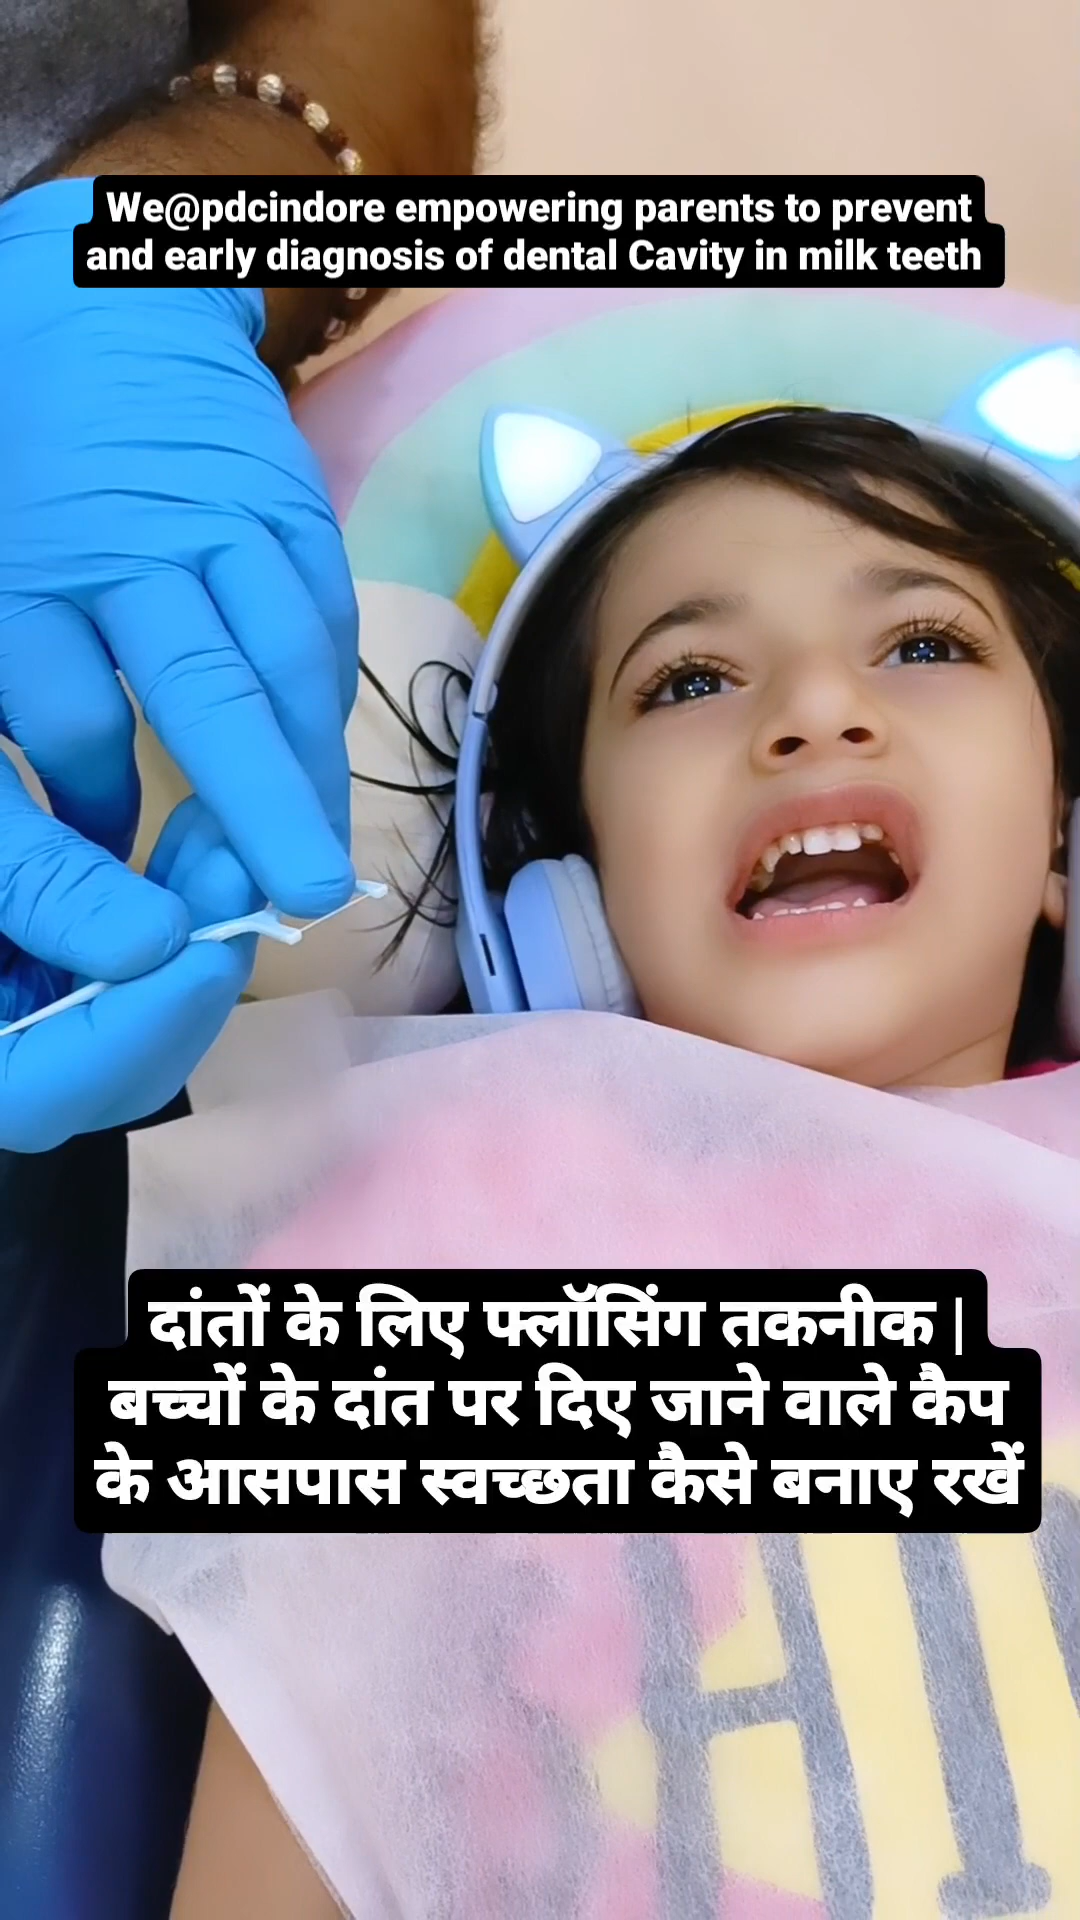 We@pdcindore empowering parents to prevent
and early diagnosis of dental Cavity in milk teeth
दांतों के लिए फ्लॉसिंग तकनीक |
बच्चों के दांत पर दिए जाने वाले कैप
के आसपास स्वच्छता कैसे बनाए रखें